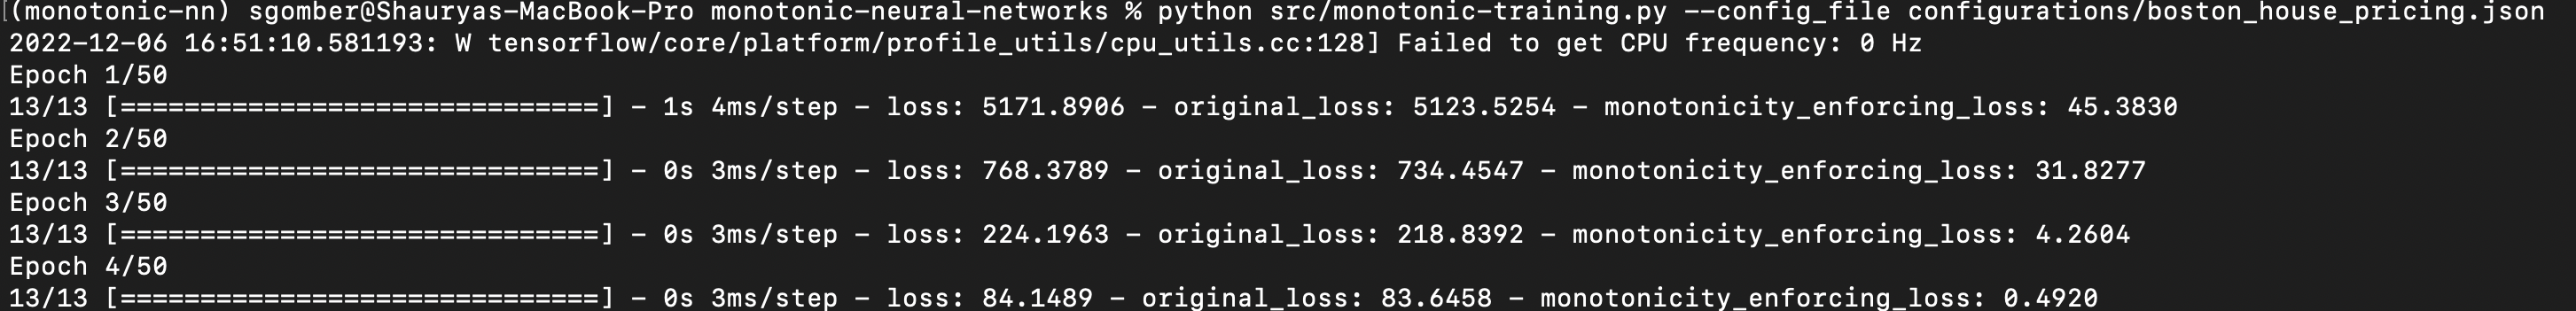 (monotonic-nn) sgomber@Shauryas-MacBook-Pro monotonic-neural-networks % python src/monotonic-training.py --config_file configurations/boston_house_pricing.json
2022-12-06 16:51:10.581193: W tensorflow/core/platform/profile_utils/cpu_utils.cc:128] Failed to get CPU frequency: 0 Hz
Epoch 1/50
13/13 [==============================] - 1s 4ms/step - loss: 5171.8906 - original_loss: 5123.5254 - monotonicity_enforcing_loss: 45.3830
Epoch 2/50
13/13 [==============================] - 0s 3ms/step - loss: 768.3789 - original_loss: 734.4547 - monotonicity_enforcing_loss: 31.8277
Epoch 3/50
13/13 [==============================] - 0s 3ms/step - loss: 224.1963 - original_loss: 218.8392 - monotonicity_enforcing_loss: 4.2604
Epoch 4/50
13/13 [==============================] - 0s 3ms/step - loss: 84.1489 - original_loss: 83.6458 - monotonicity_enforcing_loss: 0.4920